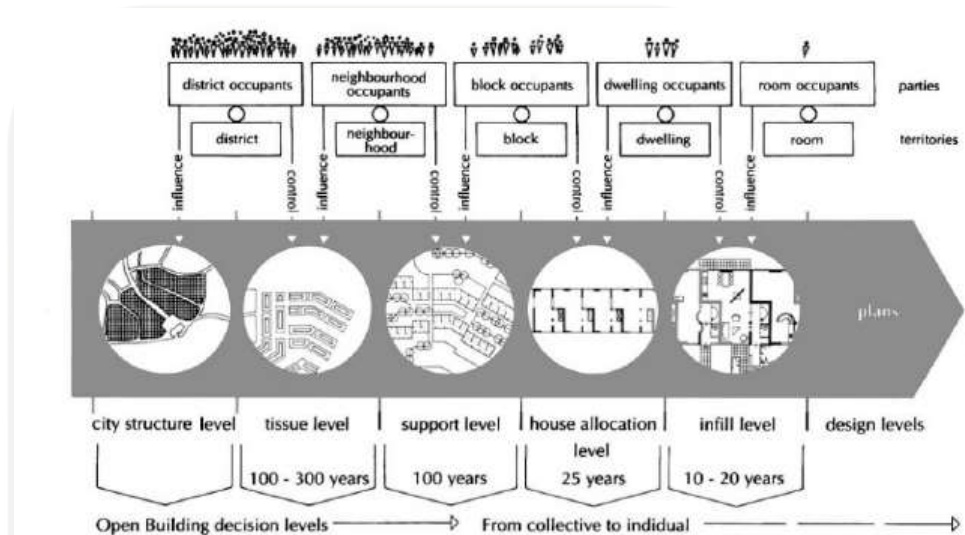 district occupants
neighbourhood occupants
block occupants
dwelling occupants
room occupants
parties
district
neighbour-
hood
block
dwelling
room
territories
influence
control
influence
control
influence
control
influence
control
influence
plans
city structure level
tissue level
support level
house allocation level
infill level
design levels
100 - 300 years
100 years
25 years
10 - 20 years
Open Building decision levels
From collective to indidual